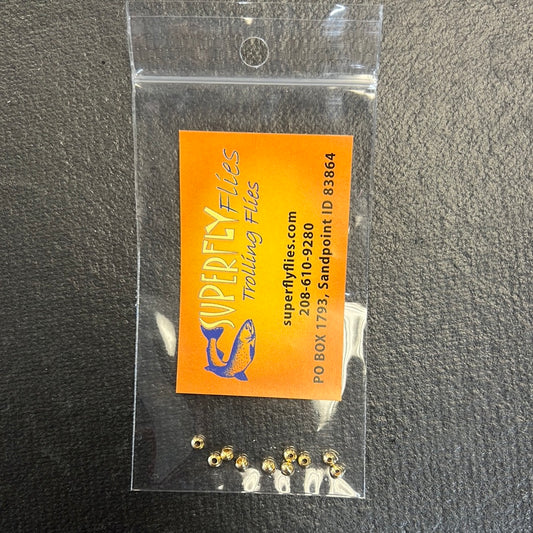 SUPERFLY Flies
Trolling Flies
superflyflies.com
208-610-9280
PO BOX 1793, Sandpoint ID 83864